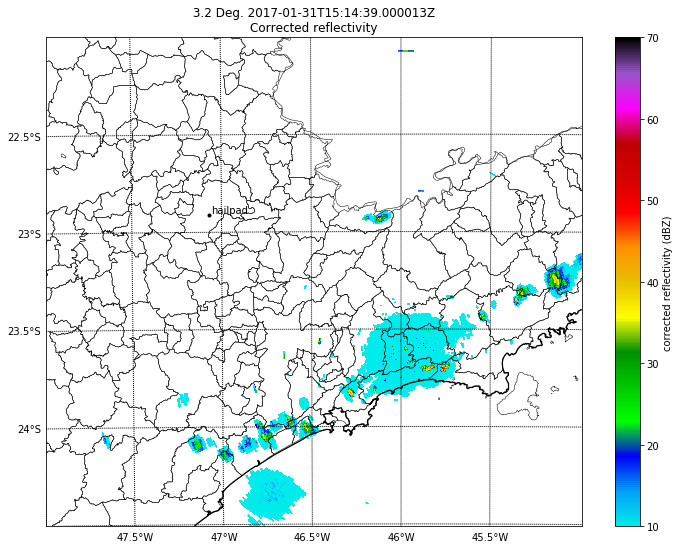 3.2 Deg. 2017-01-31T15:14:39.000013Z
Corrected reflectivity
70
60
50
40
30
20
10
corrected reflectivity (dBZ)
22.5°S
hailpad
23°S
23.5°S
24°S
47.5°W
47°W
46.5°W
46°W
45.5°W